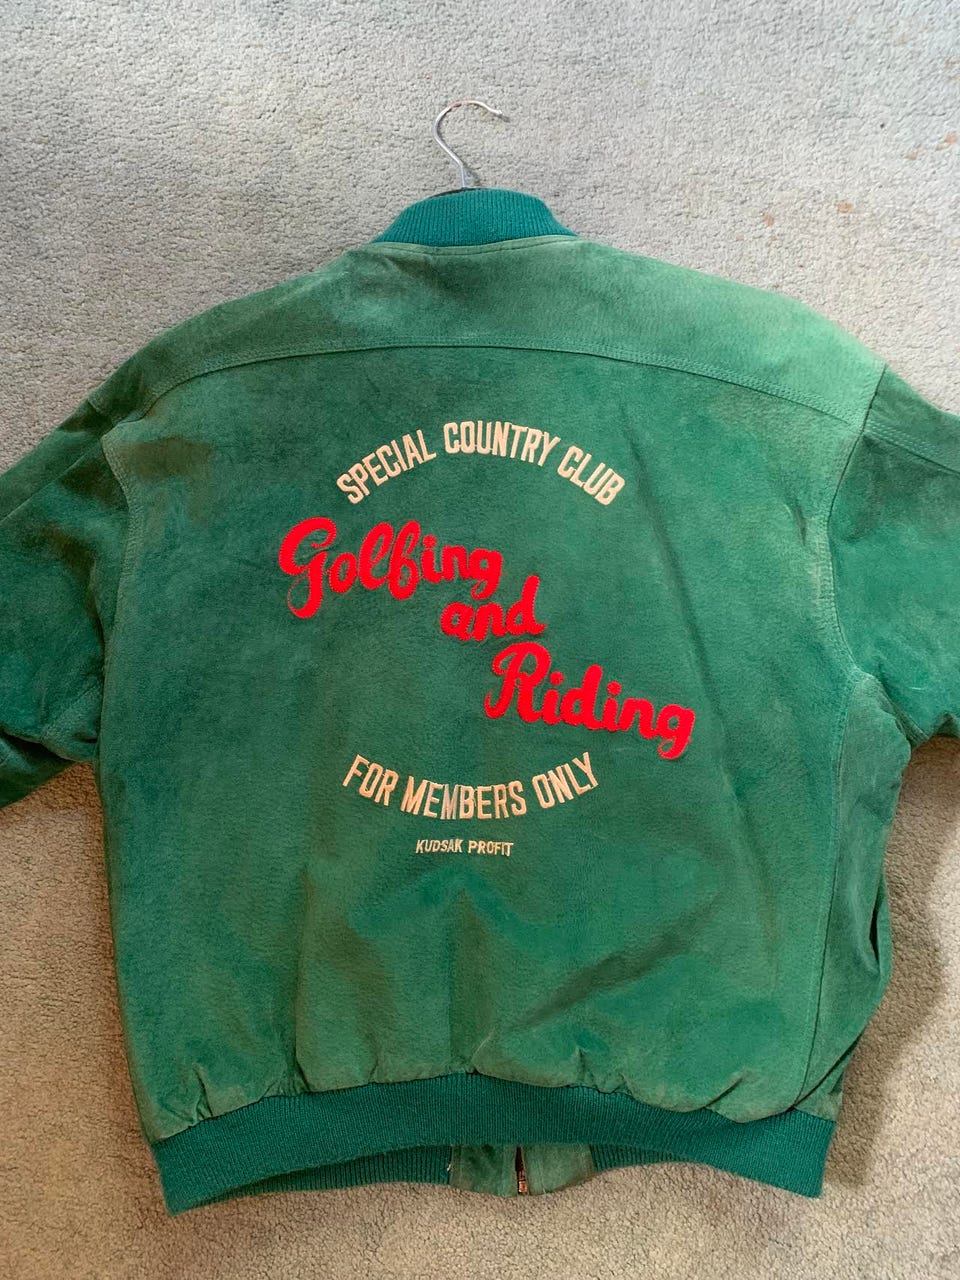 SPECIAL COUNTRY CLUB
Golfing
and
Riding
FOR MEMBERS ONLY
KUDSAK PROFIT